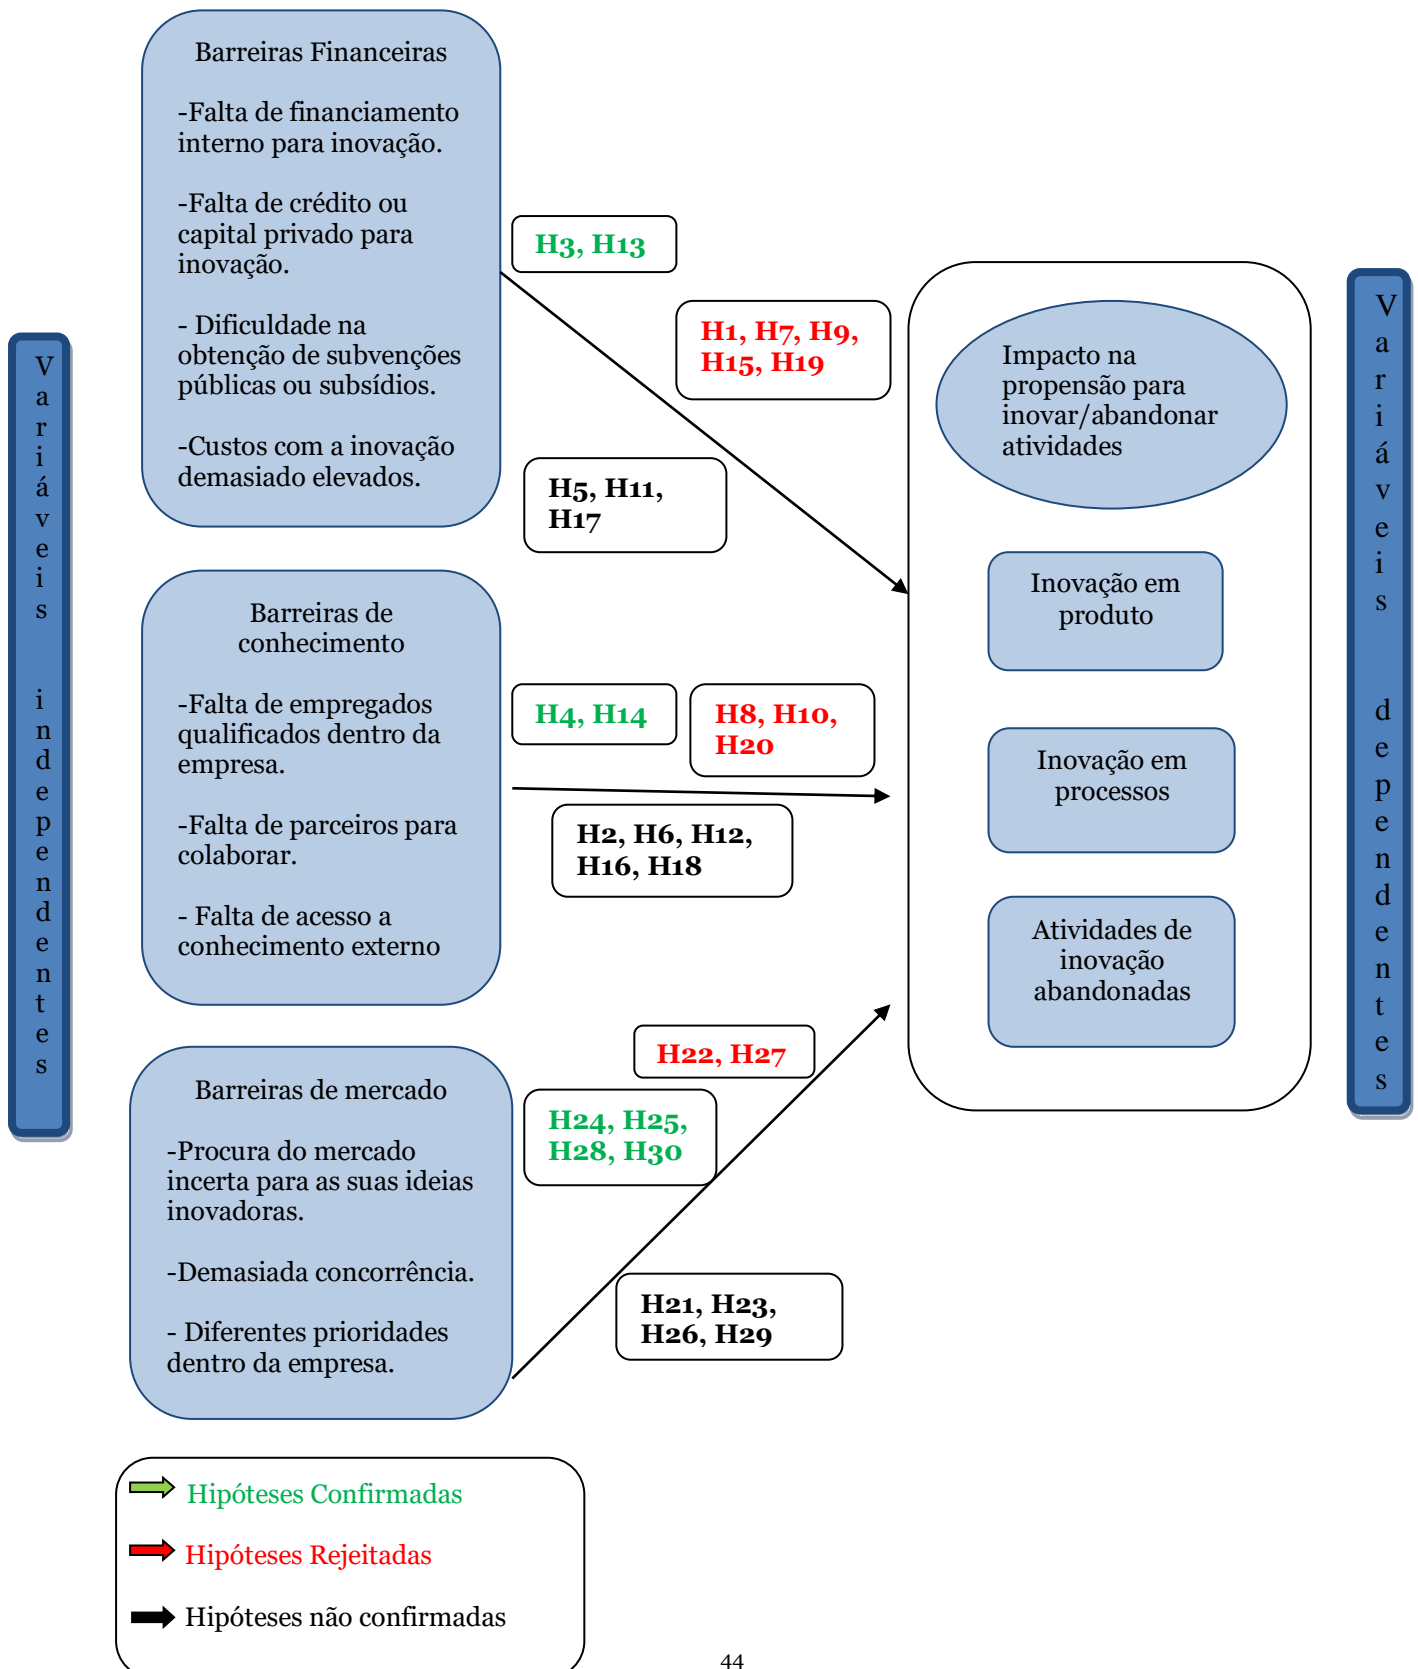 Variáveis independentes
Barreiras Financeiras
-Falta de financiamento
interno para inovação.
-Falta de crédito ou
capital privado para
inovação.
- Dificuldade na
obtenção de subvenções
públicas ou subsídios.
-Custos com a inovação
demasiado elevados.
H3, H13
H1, H7, H9,
H15, H19
H5, H11,
H17
Barreiras de
conhecimento
-Falta de empregados
qualificados dentro da
empresa.
-Falta de parceiros para
colaborar.
- Falta de acesso a
conhecimento externo
H4, H14
H8, H10,
H20
H2, H6, H12,
H16, H18
Barreiras de mercado
-Procura do mercado
incerta para as suas ideias
inovadoras.
-Demasiada concorrência.
- Diferentes prioridades
dentro da empresa.
H22, H27
H24, H25,
H28, H30
H21, H23,
H26, H29
Impacto na
propensão para
inovar/abandonar
atividades
Inovação em
produto
Inovação em
processos
Atividades de
inovação
abandonadas
Variáveis dependentes
Hipóteses Confirmadas
Hipóteses Rejeitadas
Hipóteses não confirmadas
44